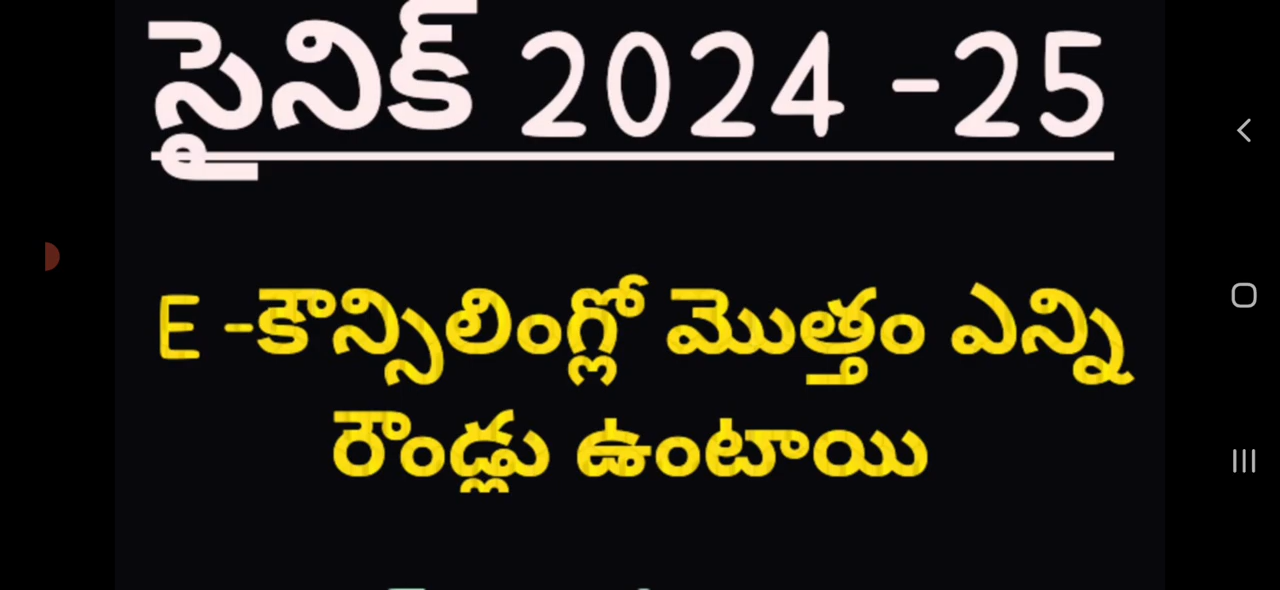 సైనిక్ 2024 -25
E -కౌన్సిలింగ్లో మొత్తం ఎన్ని
రౌండ్లు ఉంటాయి